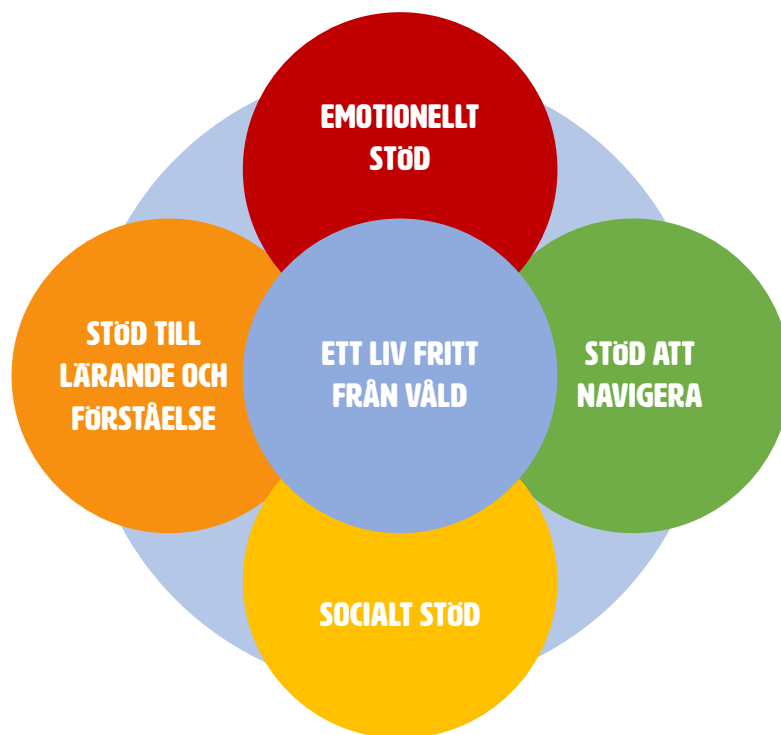 EMOTIONELLT
STÖD
STÖD TILL
LÄRANDE OCH
FÖRSTÅELSE
ETT LIV FRITT
FRÅN VÅLD
STÖD ATT
NAVIGERA
SOCIALT STÖD